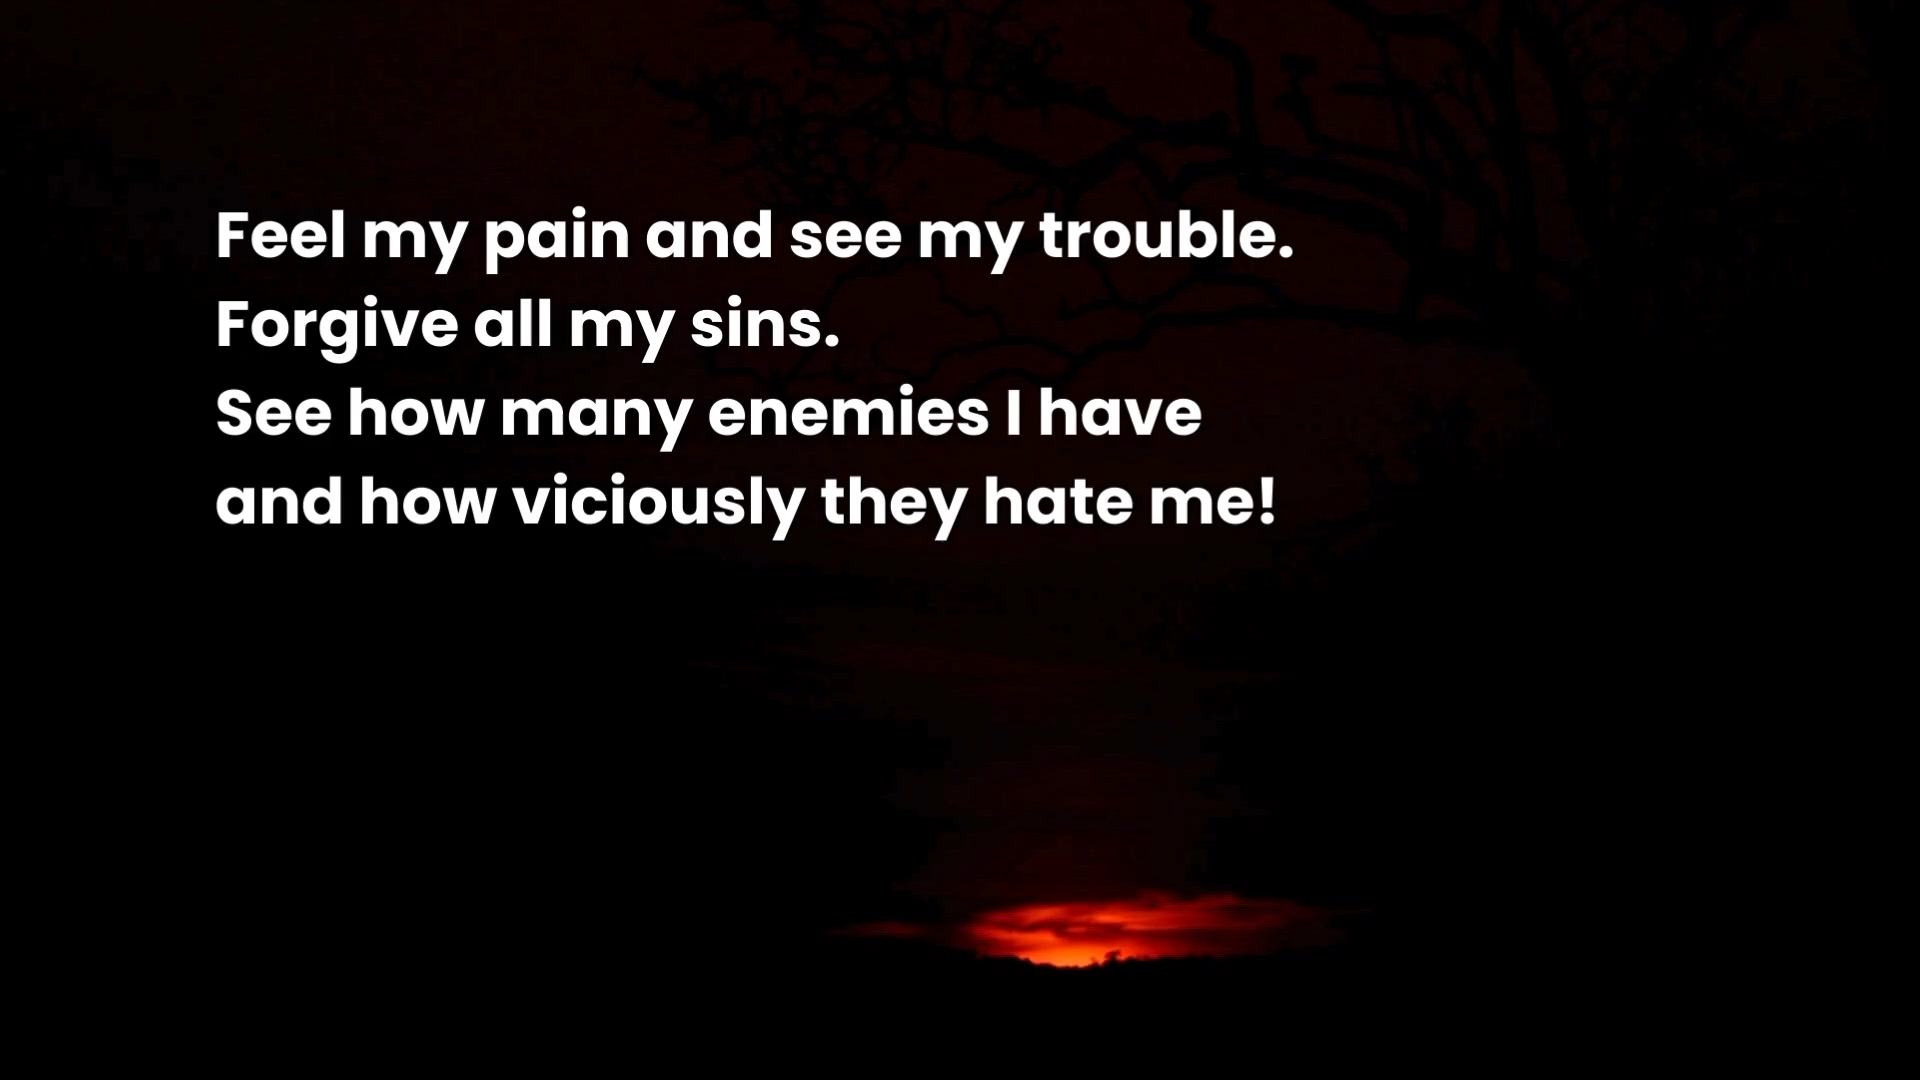 Feel my pain and see my trouble.
Forgive all my sins.
See how many enemies I have
and how viciously they hate me!